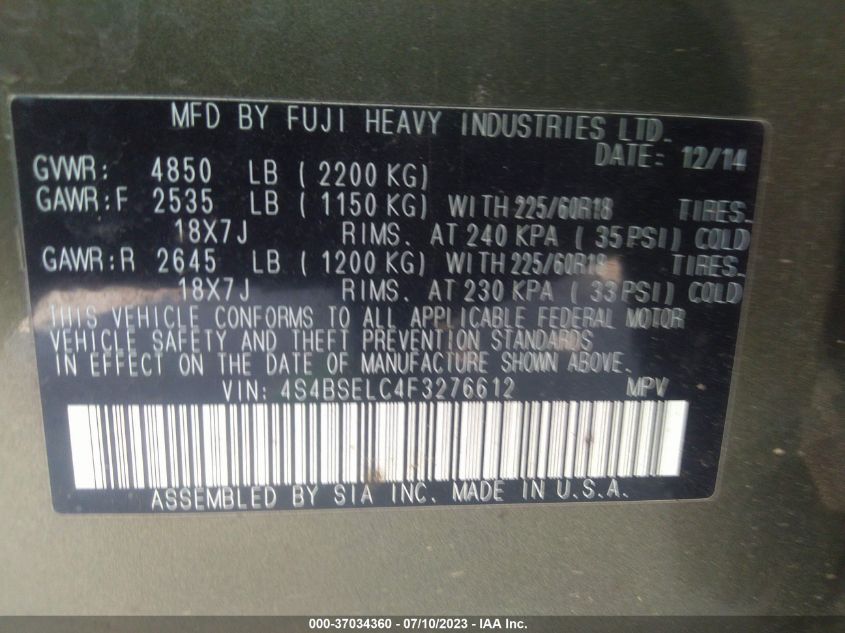 MFD BY FUJI HEAVY INDUSTRIES LTD.
DATE: 12/14
GVWR: 4850 LB ( 2200 KG)
GAWR:F 2535 LB ( 1150 KG) WITH 225/60R18 TIRES.
18X7J RIMS. AT 240 KPA ( 35 PSI) COLD
GAWR:R 2645 LB ( 1200 KG) WITH 225/60R18 TIRES.
18X7J RIMS. AT 230 KPA ( 33 PSI) COLD
THIS VEHICLE CONFORMS TO ALL APPLICABLE FEDERAL MOTOR
VEHICLE SAFETY AND THEFT PREVENTION STANDARDS
IN EFFECT ON THE DATE OF MANUFACTURE SHOWN ABOVE.
VIN: 4S4BSELC4F3276612 MPV
ASSEMBLED BY SIA INC. MADE IN U.S.A.
000-37034360 - 07/10/2023 - IAA Inc.